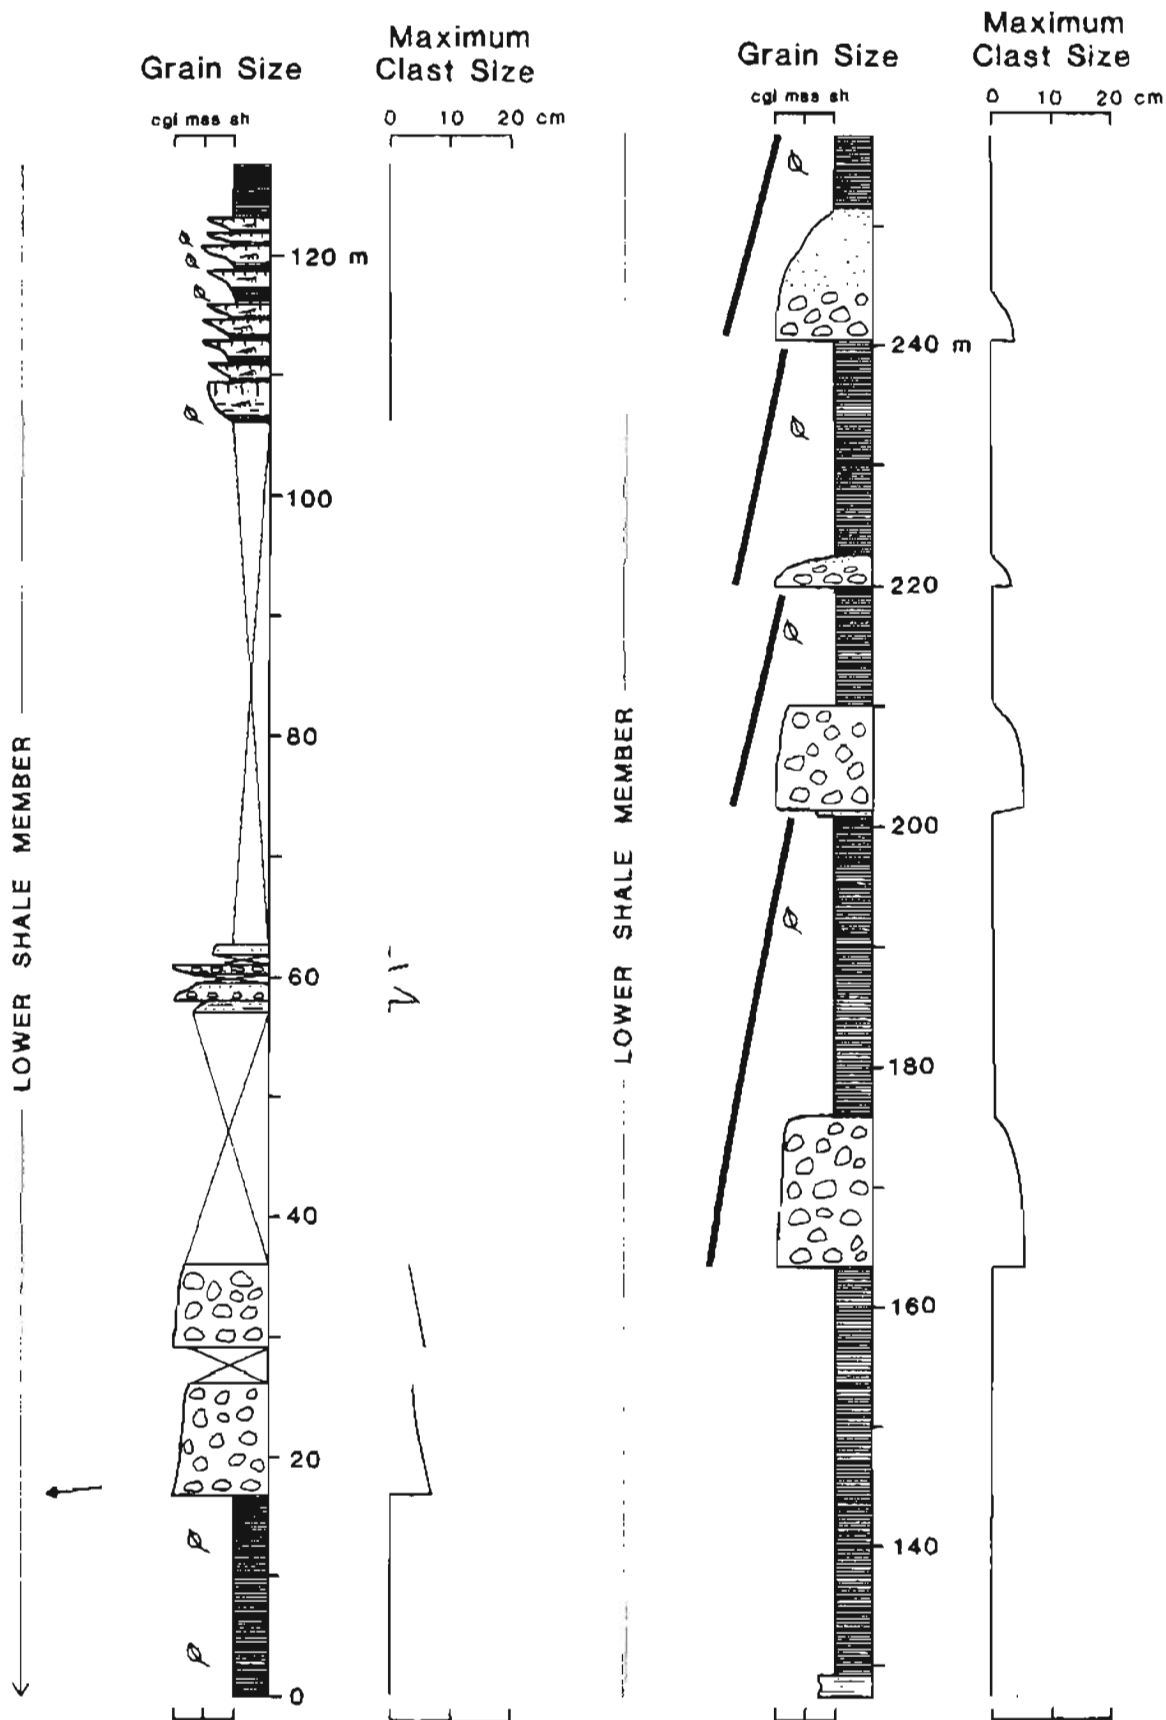 Grain Size
Maximum
Clast Size
cgl mss sh
0 10 20 cm
120 m
100
80
60
40
20
0
LOWER SHALE MEMBER
Grain Size
Maximum
Clast Size
cgl mss sh
0 10 20 cm
240 m
220
200
180
160
140
LOWER SHALE MEMBER